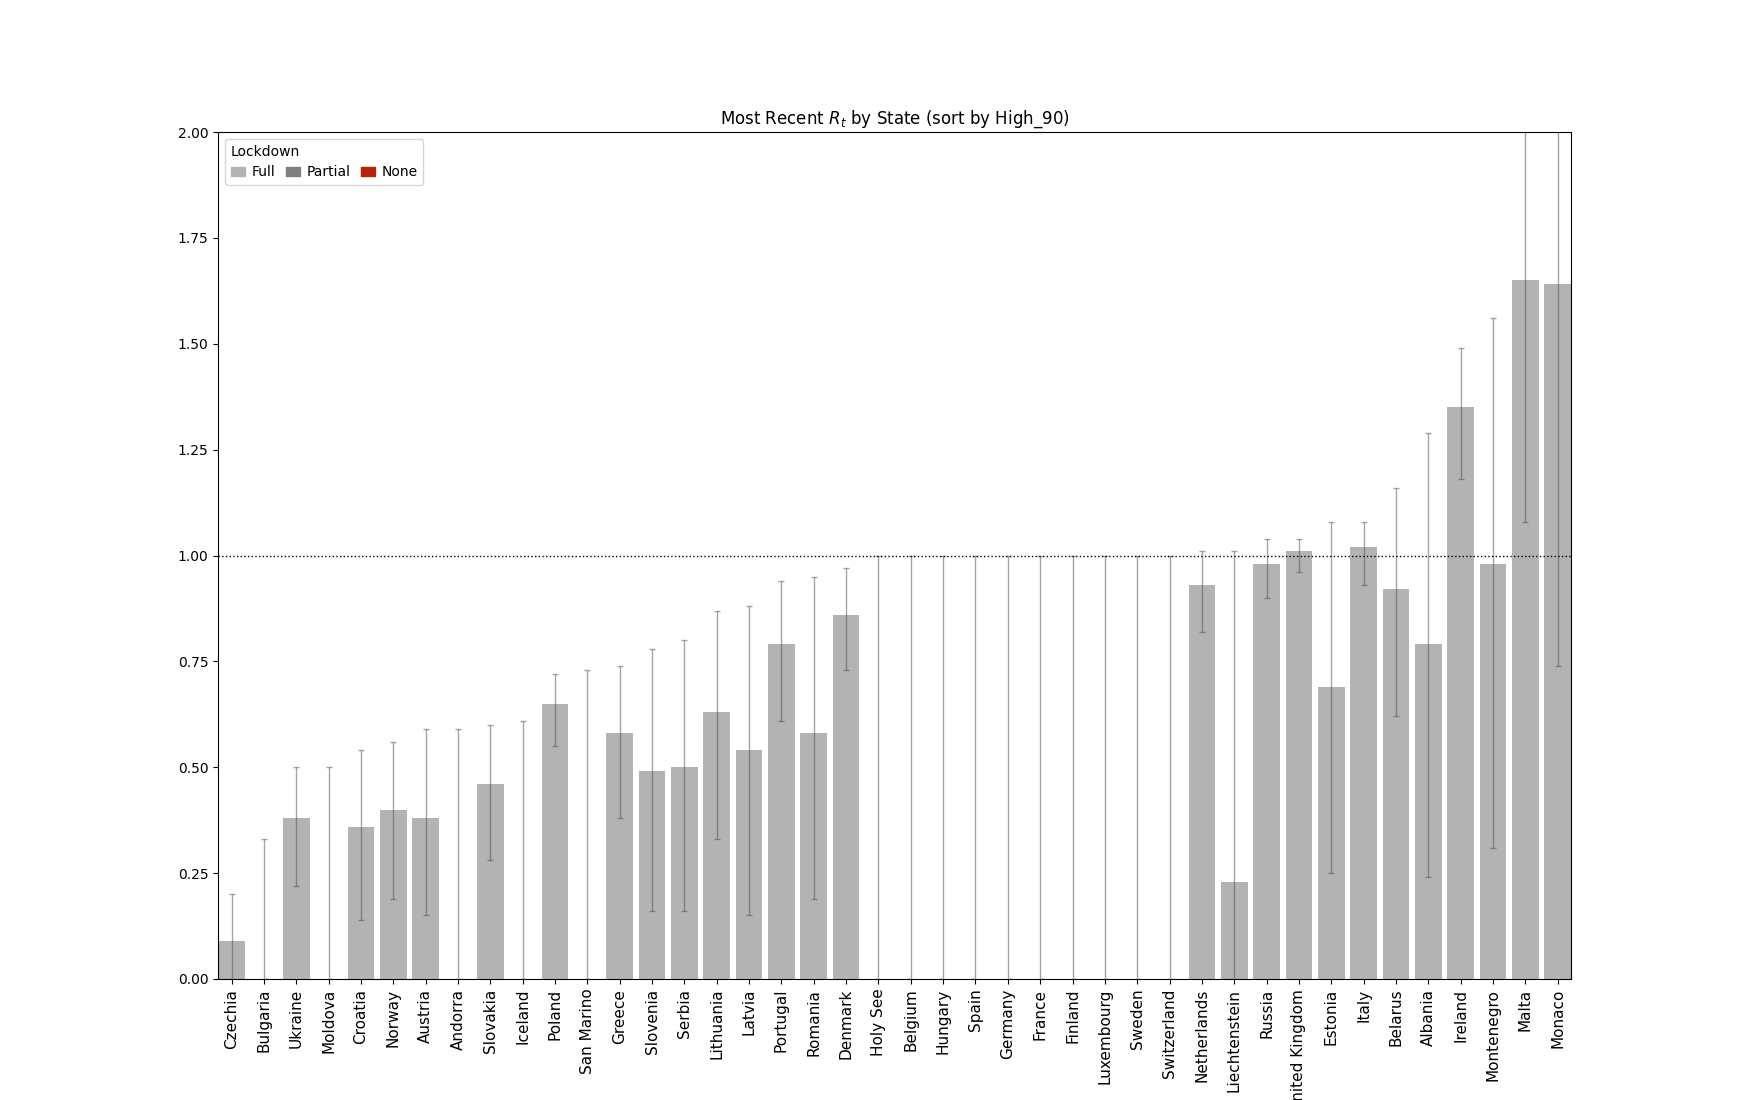 Most Recent R_t by State (sort by High_90)
Lockdown
Full Partial None
2.00
1.75
1.50
1.25
1.00
0.75
0.50
0.25
0.00
Czechia
Bulgaria
Ukraine
Moldova
Croatia
Norway
Austria
Andorra
Slovakia
Iceland
Poland
San Marino
Greece
Slovenia
Serbia
Lithuania
Latvia
Portugal
Romania
Denmark
Holy See
Belgium
Hungary
Spain
Germany
France
Finland
Luxembourg
Sweden
Switzerland
Netherlands
Liechtenstein
Russia
nited Kingdom
Estonia
Italy
Belarus
Albania
Ireland
Montenegro
Malta
Monaco